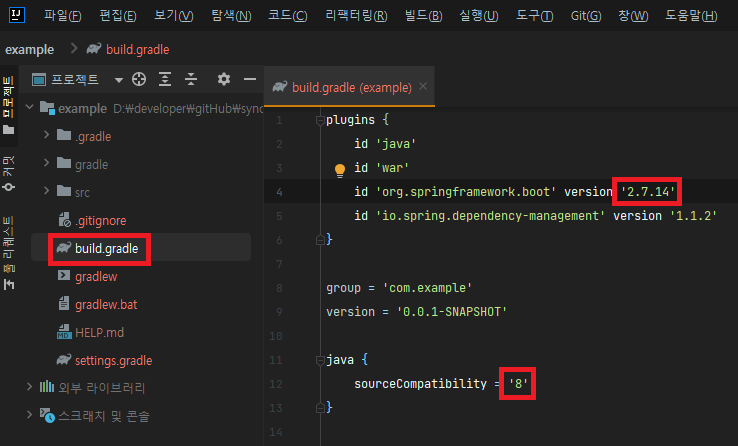 IJ 파일(F) 편집(E) 보기(V) 탐색(N) 코드(C) 리팩터링(R) 빌드(B) 실행(U) 도구(T) Git(G) 창(W) 도움말(H)
example build.gradle
프로젝트
프로젝트
커밋
풀 리퀘스트
example D:₩developer₩gitHub₩sync
.gradle
gradle
src
.gitignore
build.gradle
gradlew
gradlew.bat
HELP.md
settings.gradle
외부 라이브러리
스크래치 및 콘솔
build.gradle (example)
1 plugins {
2 id 'java'
3 id 'war'
4 id 'org.springframework.boot' version '2.7.14'
5 id 'io.spring.dependency-management' version '1.1.2'
6 }
7
8 group = 'com.example'
9 version = '0.0.1-SNAPSHOT'
10
11 java {
12 sourceCompatibility = '8'
13 }
14